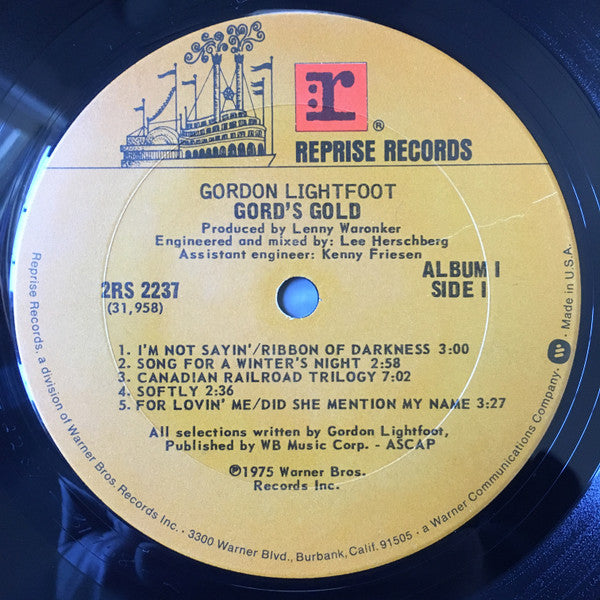 r ®
REPRISE RECORDS
GORDON LIGHTFOOT
GORD'S GOLD
Produced by Lenny Waronker
Engineered and mixed by: Lee Herschberg
Assistant engineer: Kenny Friesen
2RS 2237
(31,958)
ALBUM I
SIDE I
1. I'M NOT SAYIN'/RIBBON OF DARKNESS 3:00
2. SONG FOR A WINTER'S NIGHT 2:58
3. CANADIAN RAILROAD TRILOGY 7:02
4. SOFTLY 2:36
5. FOR LOVIN' ME/DID SHE MENTION MY NAME 3:27
All selections written by Gordon Lightfoot,
Published by WB Music Corp. - ASCAP
℗1975 Warner Bros.
Records Inc.
Reprise Records, a division of Warner Bros. Records Inc. · 3300 Warner Blvd., Burbank, Calif. 91505 · a Warner Communications Company · W · Made in U.S.A.